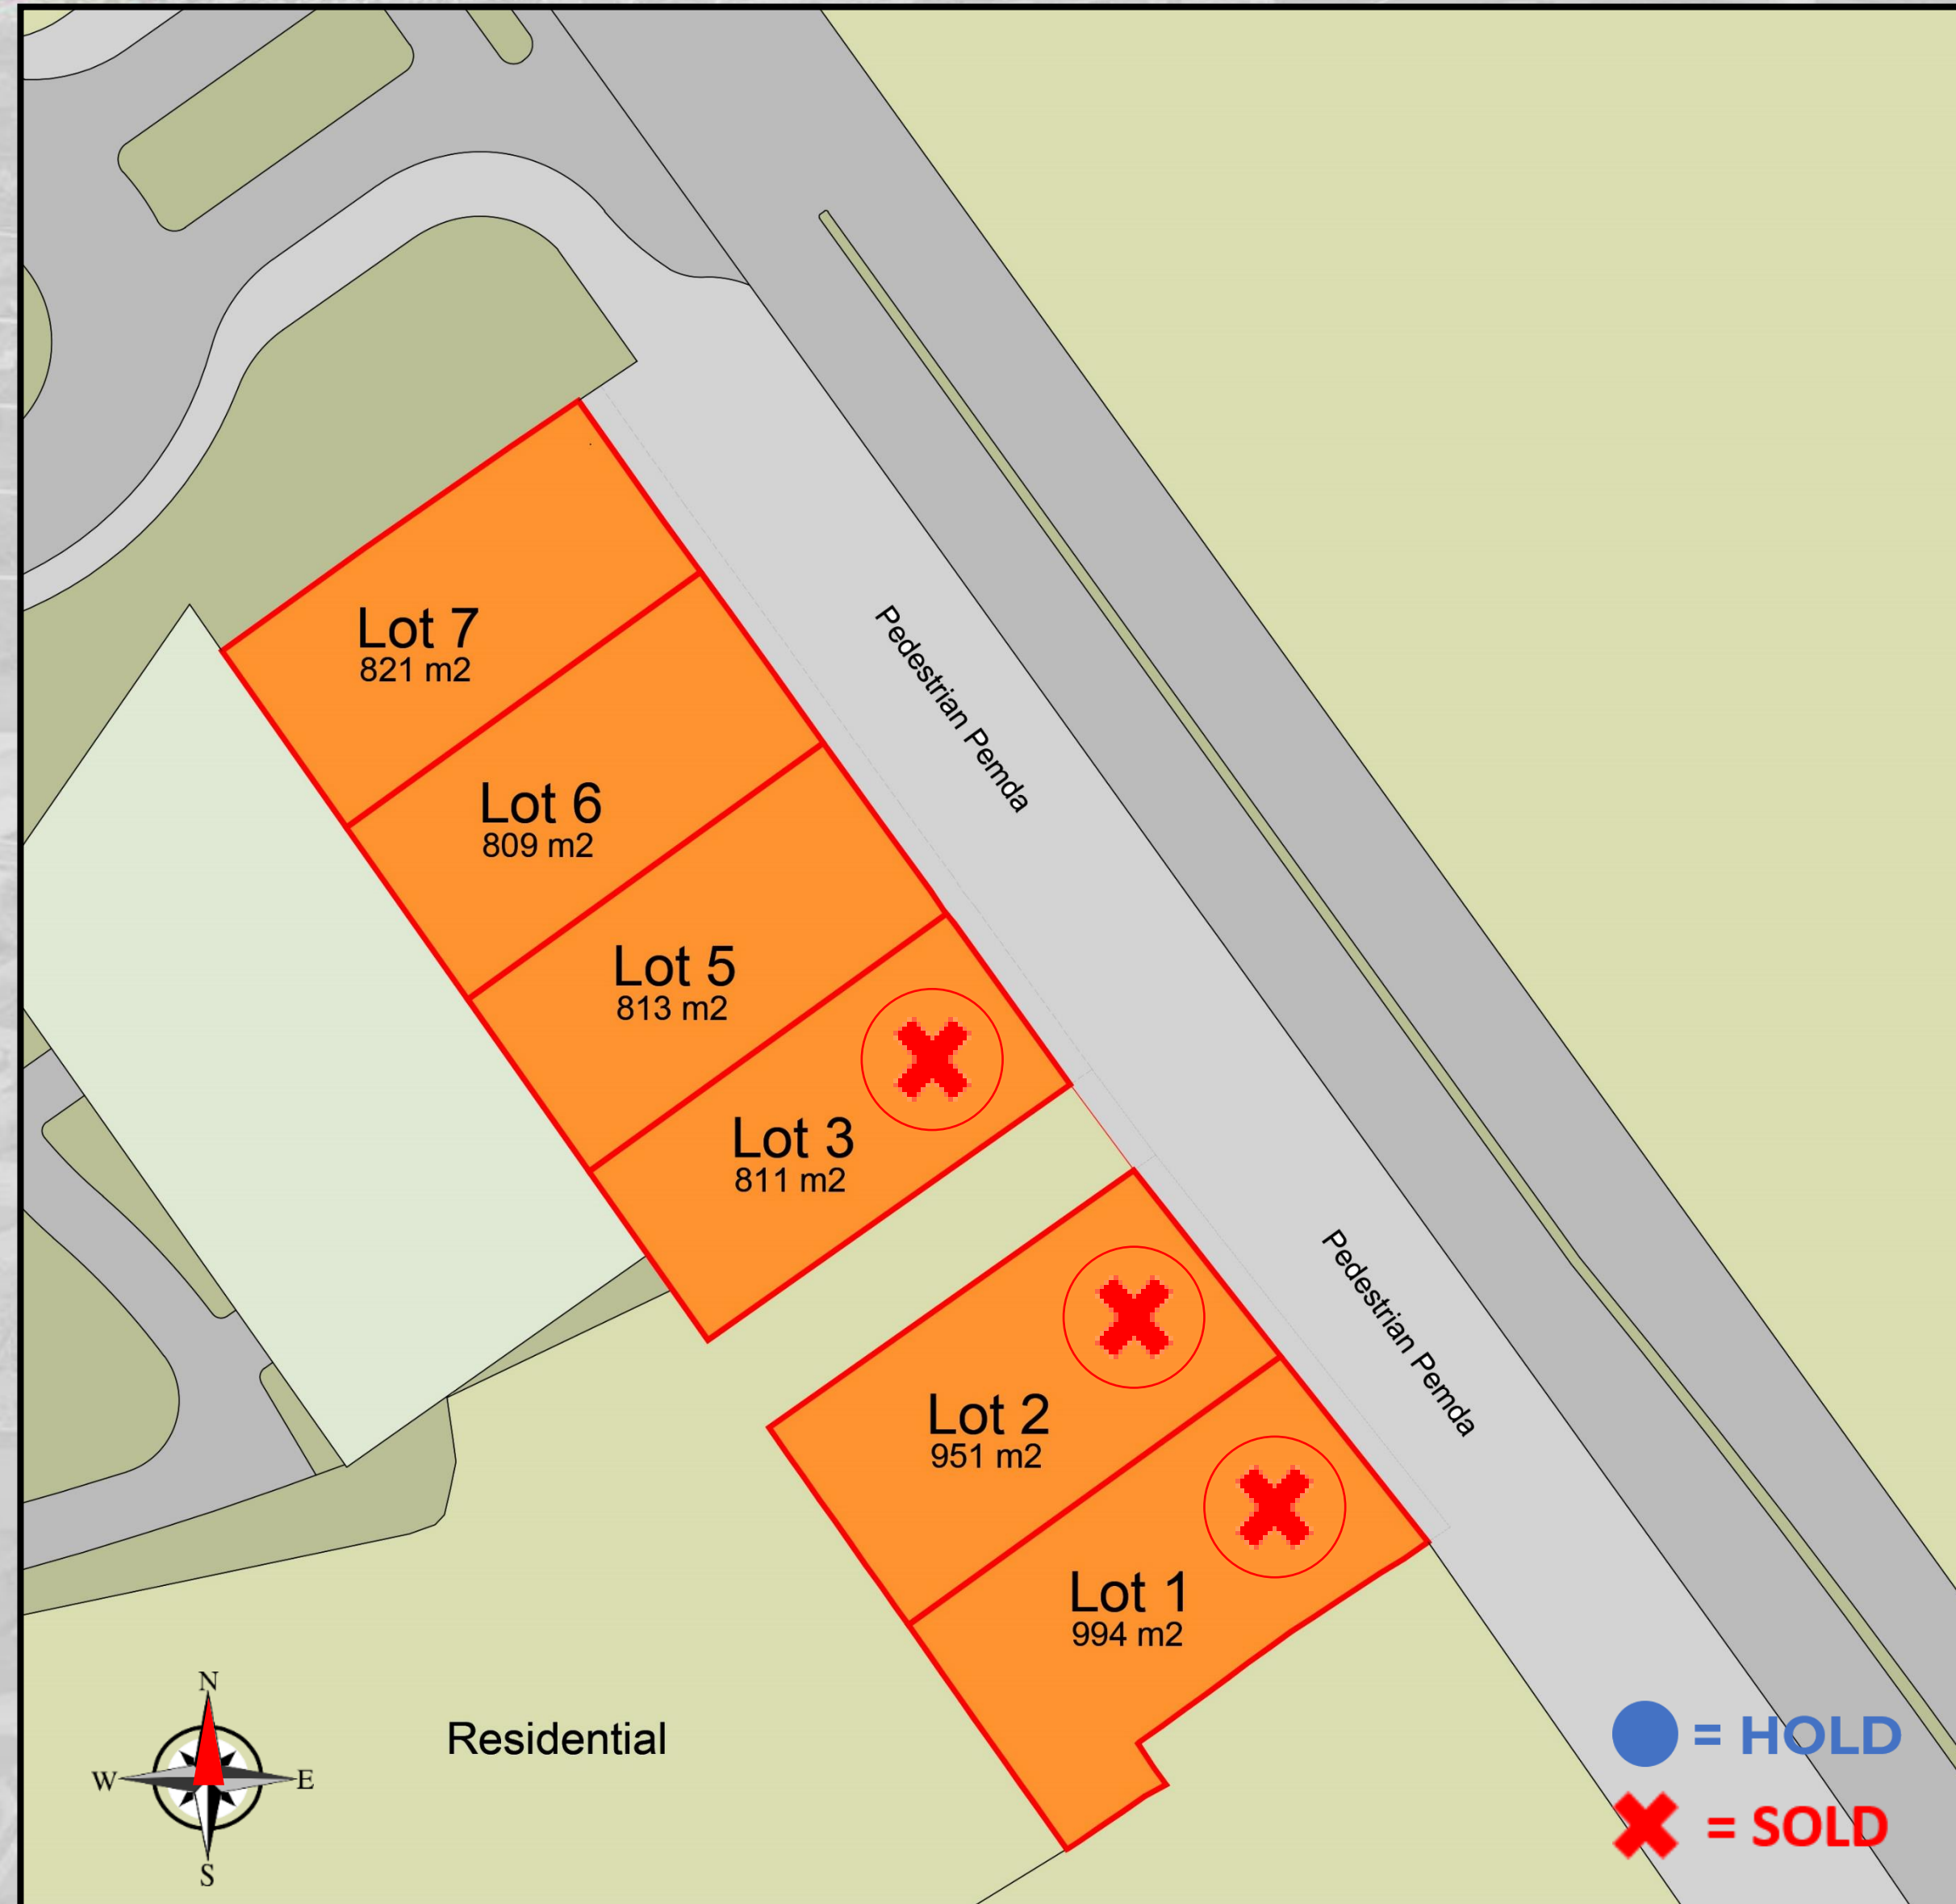 Lot 7
821 m2
Lot 6
809 m2
Pedestrian Pemda
Lot 5
813 m2
Lot 3
811 m2
Pedestrian Pemda
Lot 2
951 m2
Lot 1
994 m2
N
W
E
S
Residential
= HOLD
= SOLD